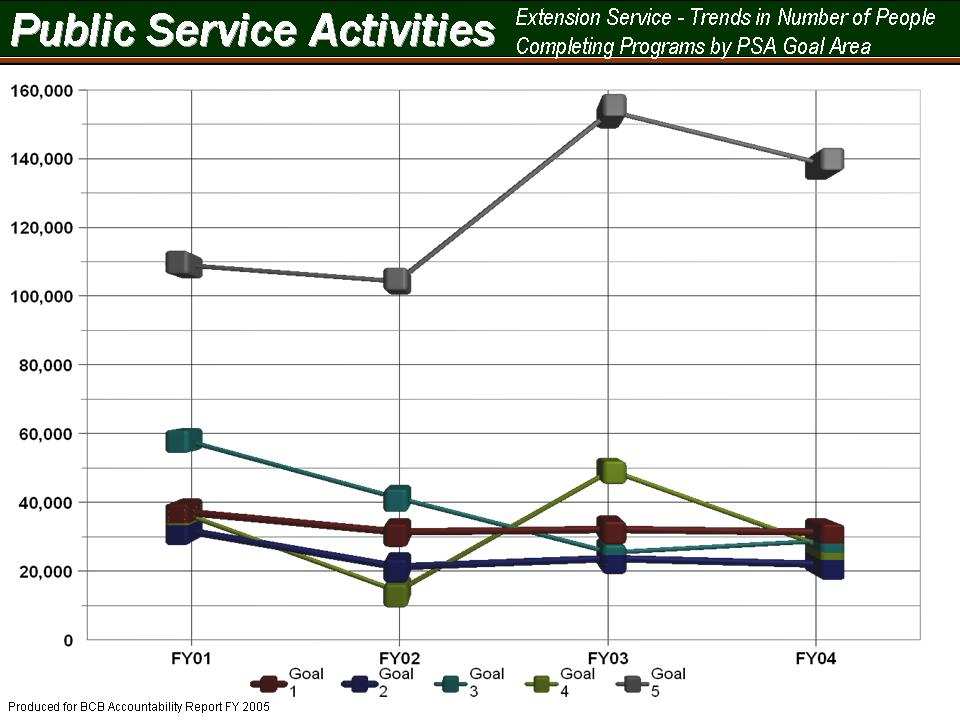 Public Service Activities
Extension Service - Trends in Number of People
Completing Programs by PSA Goal Area
160,000
140,000
120,000
100,000
80,000
60,000
40,000
20,000
0
FY01 FY02 FY03 FY04
Goal 1 Goal 2 Goal 3 Goal 4 Goal 5
Produced for BCB Accountability Report FY 2005